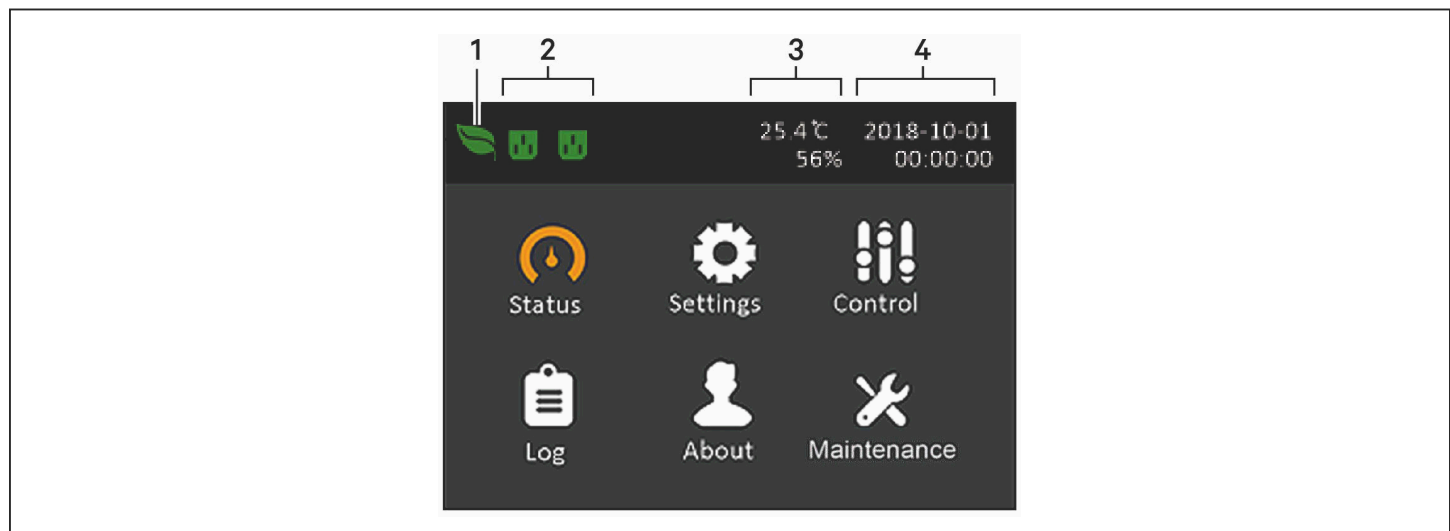 1 2 3 4
25.4℃ 2018-10-01
56% 00:00:00
Status Settings Control
Log About Maintenance